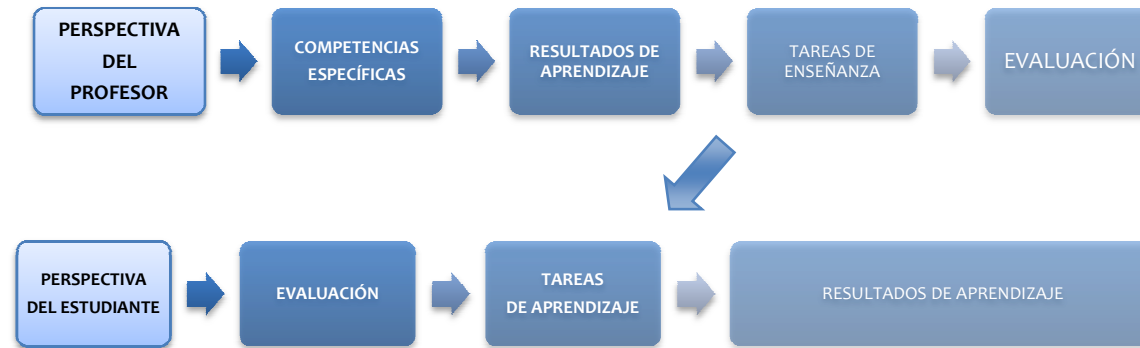 PERSPECTIVA
DEL
PROFESOR
COMPETENCIAS
ESPECÍFICAS
RESULTADOS DE
APRENDIZAJE
TAREAS DE
ENSEÑANZA
EVALUACIÓN
PERSPECTIVA
DEL ESTUDIANTE
EVALUACIÓN
TAREAS
DE APRENDIZAJE
RESULTADOS DE APRENDIZAJE